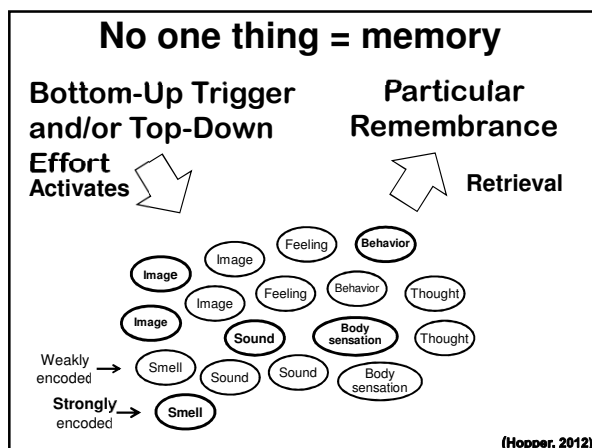 No one thing = memory
Bottom-Up Trigger
and/or Top-Down
Effort
Activates
Particular
Remembrance
Retrieval
Feeling
Behavior
Image
Image
Feeling
Behavior
Thought
Image
Image
Sound
Body
sensation
Thought
Weakly
encoded
Smell
Sound
Sound
Body
sensation
Strongly
encoded
Smell
(Hopper, 2012)